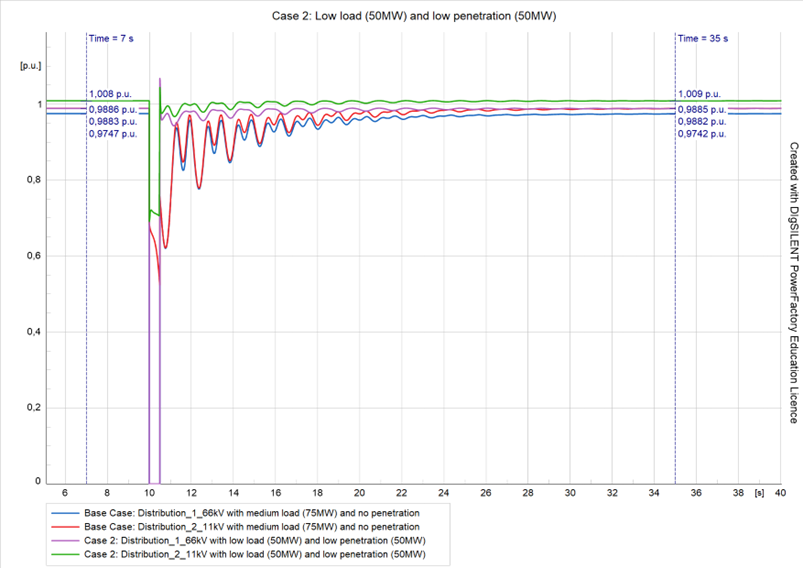 Case 2: Low load (50MW) and low penetration (50MW)
Time = 7 s
Time = 35 s
[p.u.]
1,008 p.u.
1,009 p.u.
1
0,9886 p.u.
0,9885 p.u.
0,9883 p.u.
0,9882 p.u.
0,9747 p.u.
0,9742 p.u.
0,8
0,6
0,4
0,2
0
6 8 10 12 14 16 18 20 22 24 26 28 30 32 34 36 38 [s] 40
Created with DIgSILENT PowerFactory Education Licence
Base Case: Distribution_1_66kV with medium load (75MW) and no penetration
Base Case: Distribution_2_11kV with medium load (75MW) and no penetration
Case 2: Distribution_1_66kV with low load (50MW) and low penetration (50MW)
Case 2: Distribution_2_11kV with low load (50MW) and low penetration (50MW)